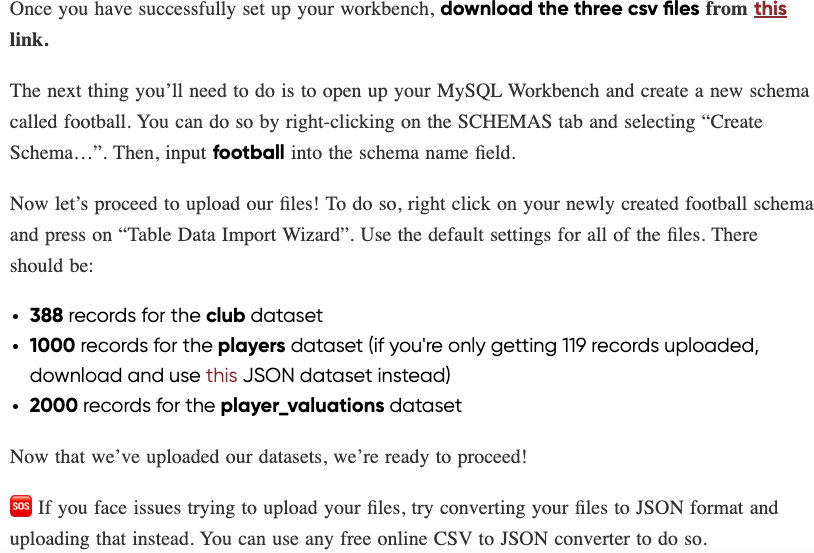 Once you have successfully set up your workbench, download the three csv files from this
link.
The next thing you’ll need to do is to open up your MySQL Workbench and create a new schema
called football. You can do so by right-clicking on the SCHEMAS tab and selecting “Create
Schema…”. Then, input football into the schema name field.
Now let’s proceed to upload our files! To do so, right click on your newly created football schema
and press on “Table Data Import Wizard”. Use the default settings for all of the files. There
should be:
• 388 records for the club dataset
• 1000 records for the players dataset (if you're only getting 119 records uploaded,
download and use this JSON dataset instead)
• 2000 records for the player_valuations dataset
Now that we’ve uploaded our datasets, we’re ready to proceed!
🆘 If you face issues trying to upload your files, try converting your files to JSON format and
uploading that instead. You can use any free online CSV to JSON converter to do so.